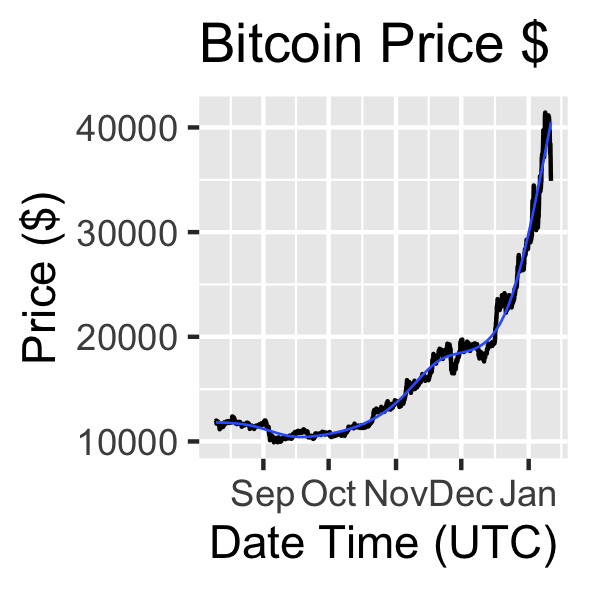 Bitcoin Price $
40000
30000
20000
10000
Price ($)
Sep Oct Nov Dec Jan
Date Time (UTC)